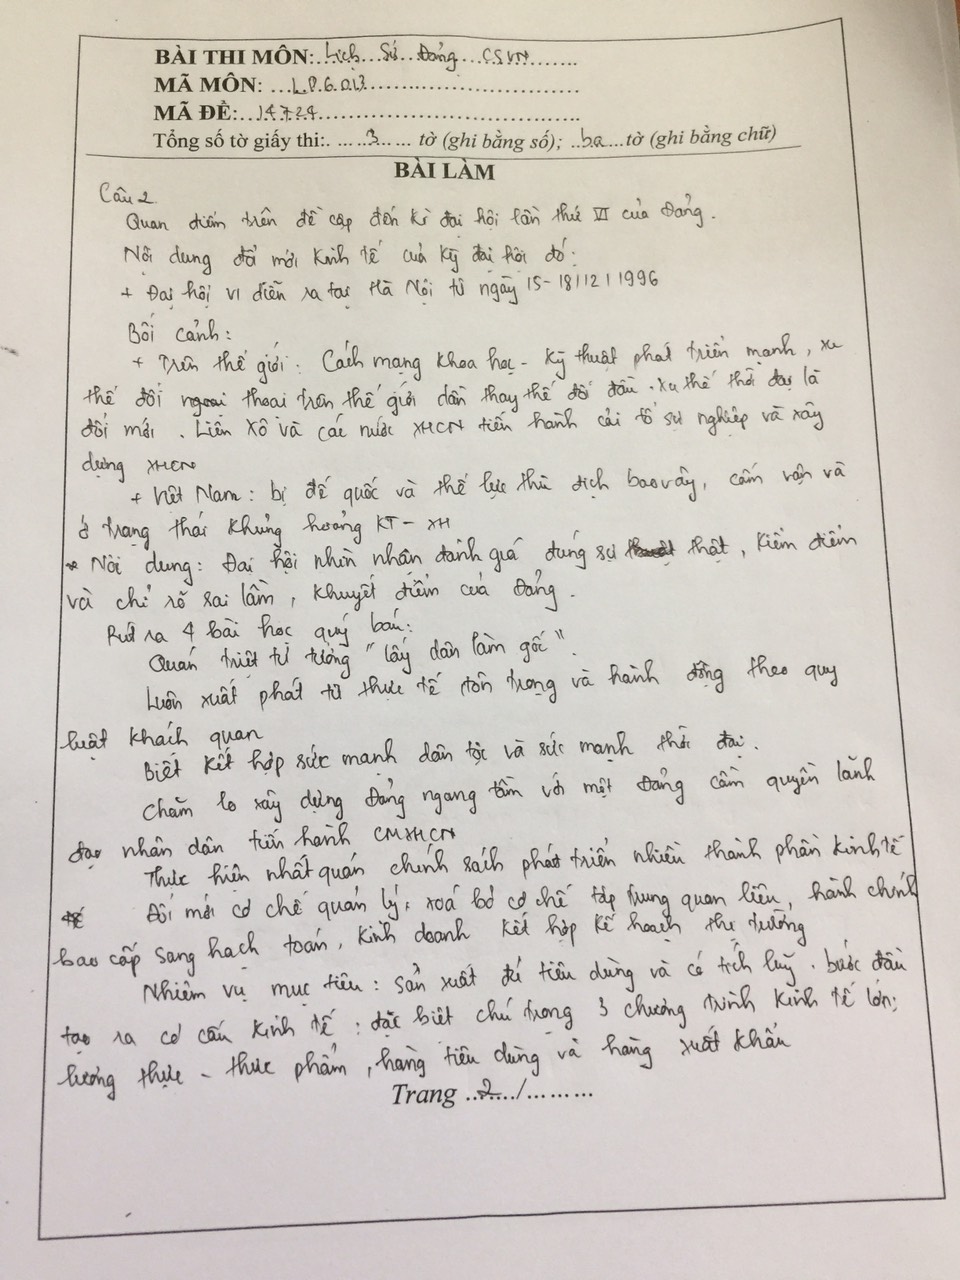 BÀI THI MÔN:...Lịch...Sử...Đảng...CSVN.......
MÃ MÔN: ...LP6013.................................
MÃ ĐỀ:...14724.............................................
Tổng số tờ giấy thi:. ... ..3... ... tờ (ghi bằng số); ..ba...tờ (ghi bằng chữ)
BÀI LÀM
Câu 2
Quan điểm trên đề cập đến kì đại hội lần thứ VI của Đảng.
Nội dung đổi mới kinh tế của kỳ đại hội đó:
+ Đại hội VI diễn ra tại Hà Nội từ ngày 15-18/12/1996
Bối cảnh:
+ Trên thế giới: Cách mạng khoa học - kỹ thuật phát triển mạnh, xu
thế đối thoại trên thế giới dần thay thế đối đầu. Xu thế thời đại là
đổi mới. Liên Xô và các nước XHCN tiến hành cải tổ sự nghiệp và xây
dựng XHCN
+ Việt Nam: bị đế quốc và thế lực thù địch bao vây, cấm vận và
ở trạng thái khủng hoảng KT - XH
* Nội dung: Đại hội nhìn nhận đánh giá đúng sự thật, kiểm điểm
và chỉ rõ sai lầm, khuyết điểm của Đảng.
Rút ra 4 bài học quý báu:
Quán triệt tư tưởng "lấy dân làm gốc".
Luôn xuất phát từ thực tế tôn trọng và hành động theo quy
luật khách quan
Biết kết hợp sức mạnh dân tộc và sức mạnh thời đại.
Chăm lo xây dựng Đảng ngang tầm với một Đảng cầm quyền lãnh
đạo nhân dân tiến hành CMXHCN
Thực hiện nhất quán chính sách phát triển nhiều thành phần kinh tế
Đổi mới cơ chế quản lý, xoá bỏ cơ chế tập trung quan liêu, hành chính
bao cấp sang hạch toán, kinh doanh kết hợp kế hoạch thị trường
Nhiệm vụ mục tiêu: sản xuất đủ tiêu dùng và có tích luỹ. bước đầu
tạo ra cơ cấu kinh tế: đặc biệt chú trọng 3 chương trình kinh tế lớn:
lương thực - thực phẩm, hàng tiêu dùng và hàng xuất khẩu
Trang ...2.../.........